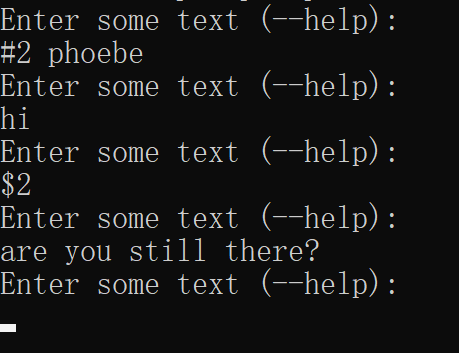 Enter some text (--help):
#2 phoebe
Enter some text (--help):
hi
Enter some text (--help):
$2
Enter some text (--help):
are you still there?
Enter some text (--help):